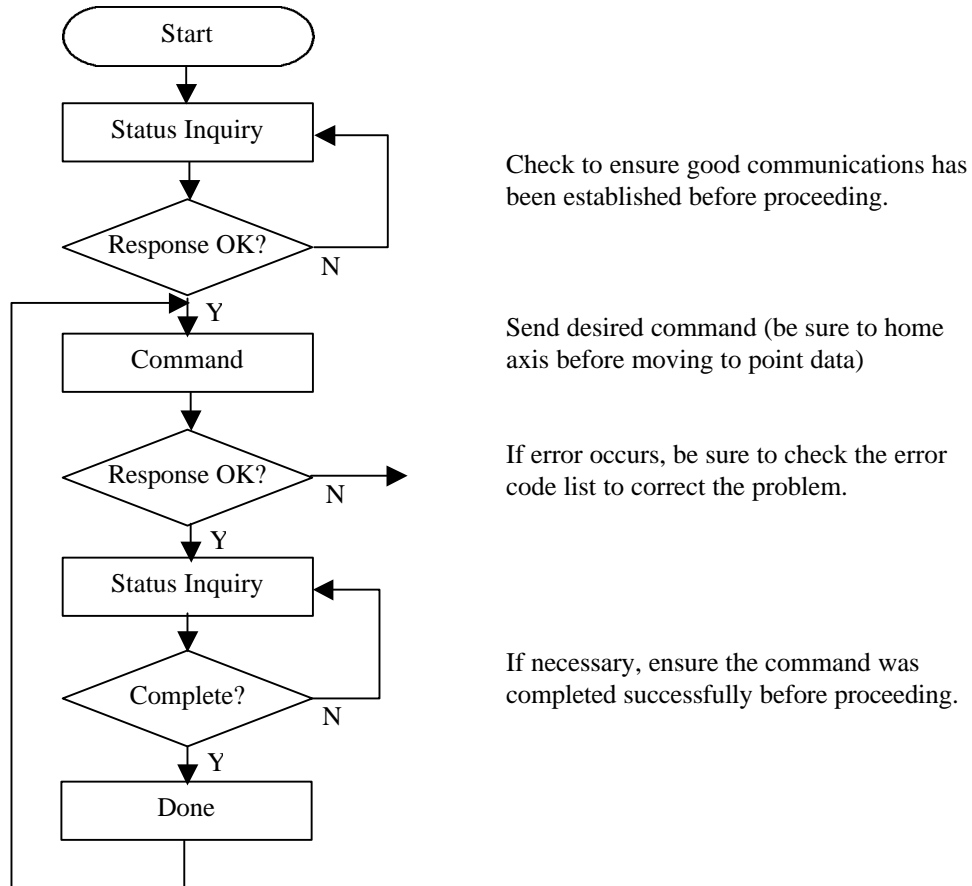 Start
Status Inquiry
Check to ensure good communications has
been established before proceeding.
Response OK?
N
Y
Send desired command (be sure to home
axis before moving to point data)
Command
Response OK?
N
If error occurs, be sure to check the error
code list to correct the problem.
Y
Status Inquiry
If necessary, ensure the command was
completed successfully before proceeding.
Complete?
N
Y
Done